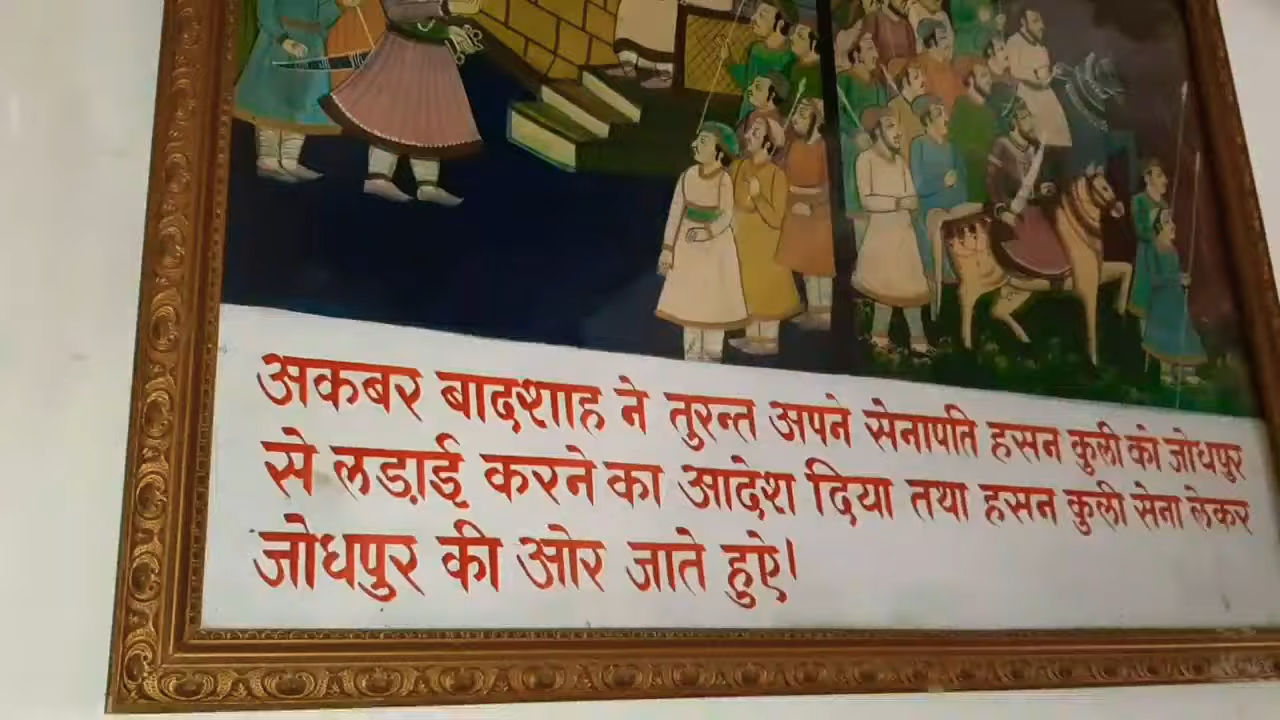 अकबर बादशाह ने तुरन्त अपने सेनापति हसन कुली को जोधपुर
से लडा़ई करने का आदेश दिया तथा हसन कुली सेना लेकर
जोधपुर की ओर जाते हुऐ।